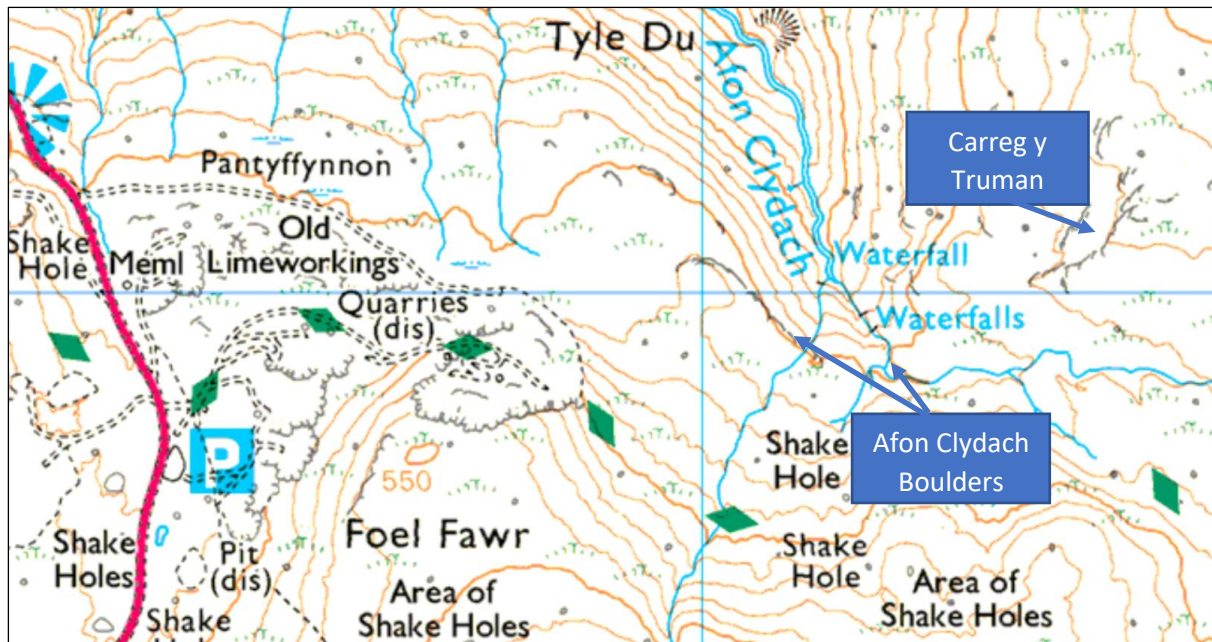 Tyle Du
Afon Clydach
Carreg y
Truman
Pantyffynnon
Old
Limeworkings
Shake
Hole
Meml
Quarries
(dis)
Waterfall
Waterfalls
P
550
Shake
Hole
Afon Clydach
Boulders
Foel Fawr
Shake
Holes
Pit
(dis)
Area of
Shake Holes
Shake
Hole
Area of
Shake Holes
Shake